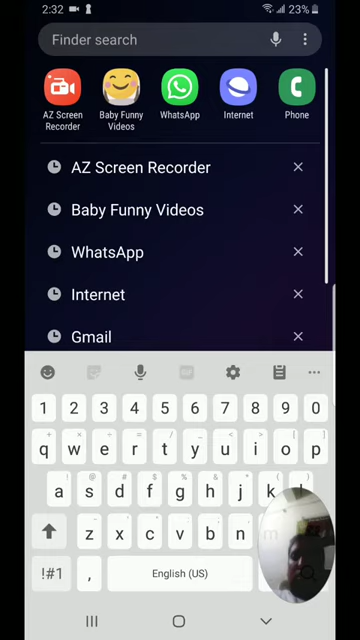 2:32 23%
Finder search
AZ Screen Recorder
Baby Funny Videos
WhatsApp
Internet
Phone
AZ Screen Recorder
Baby Funny Videos
WhatsApp
Internet
Gmail
1 2 3 4 5 6 7 8 9 0
q w e r t y u i o p
a s d f g h j k l
z x c v b n m
!#1 , English (US)